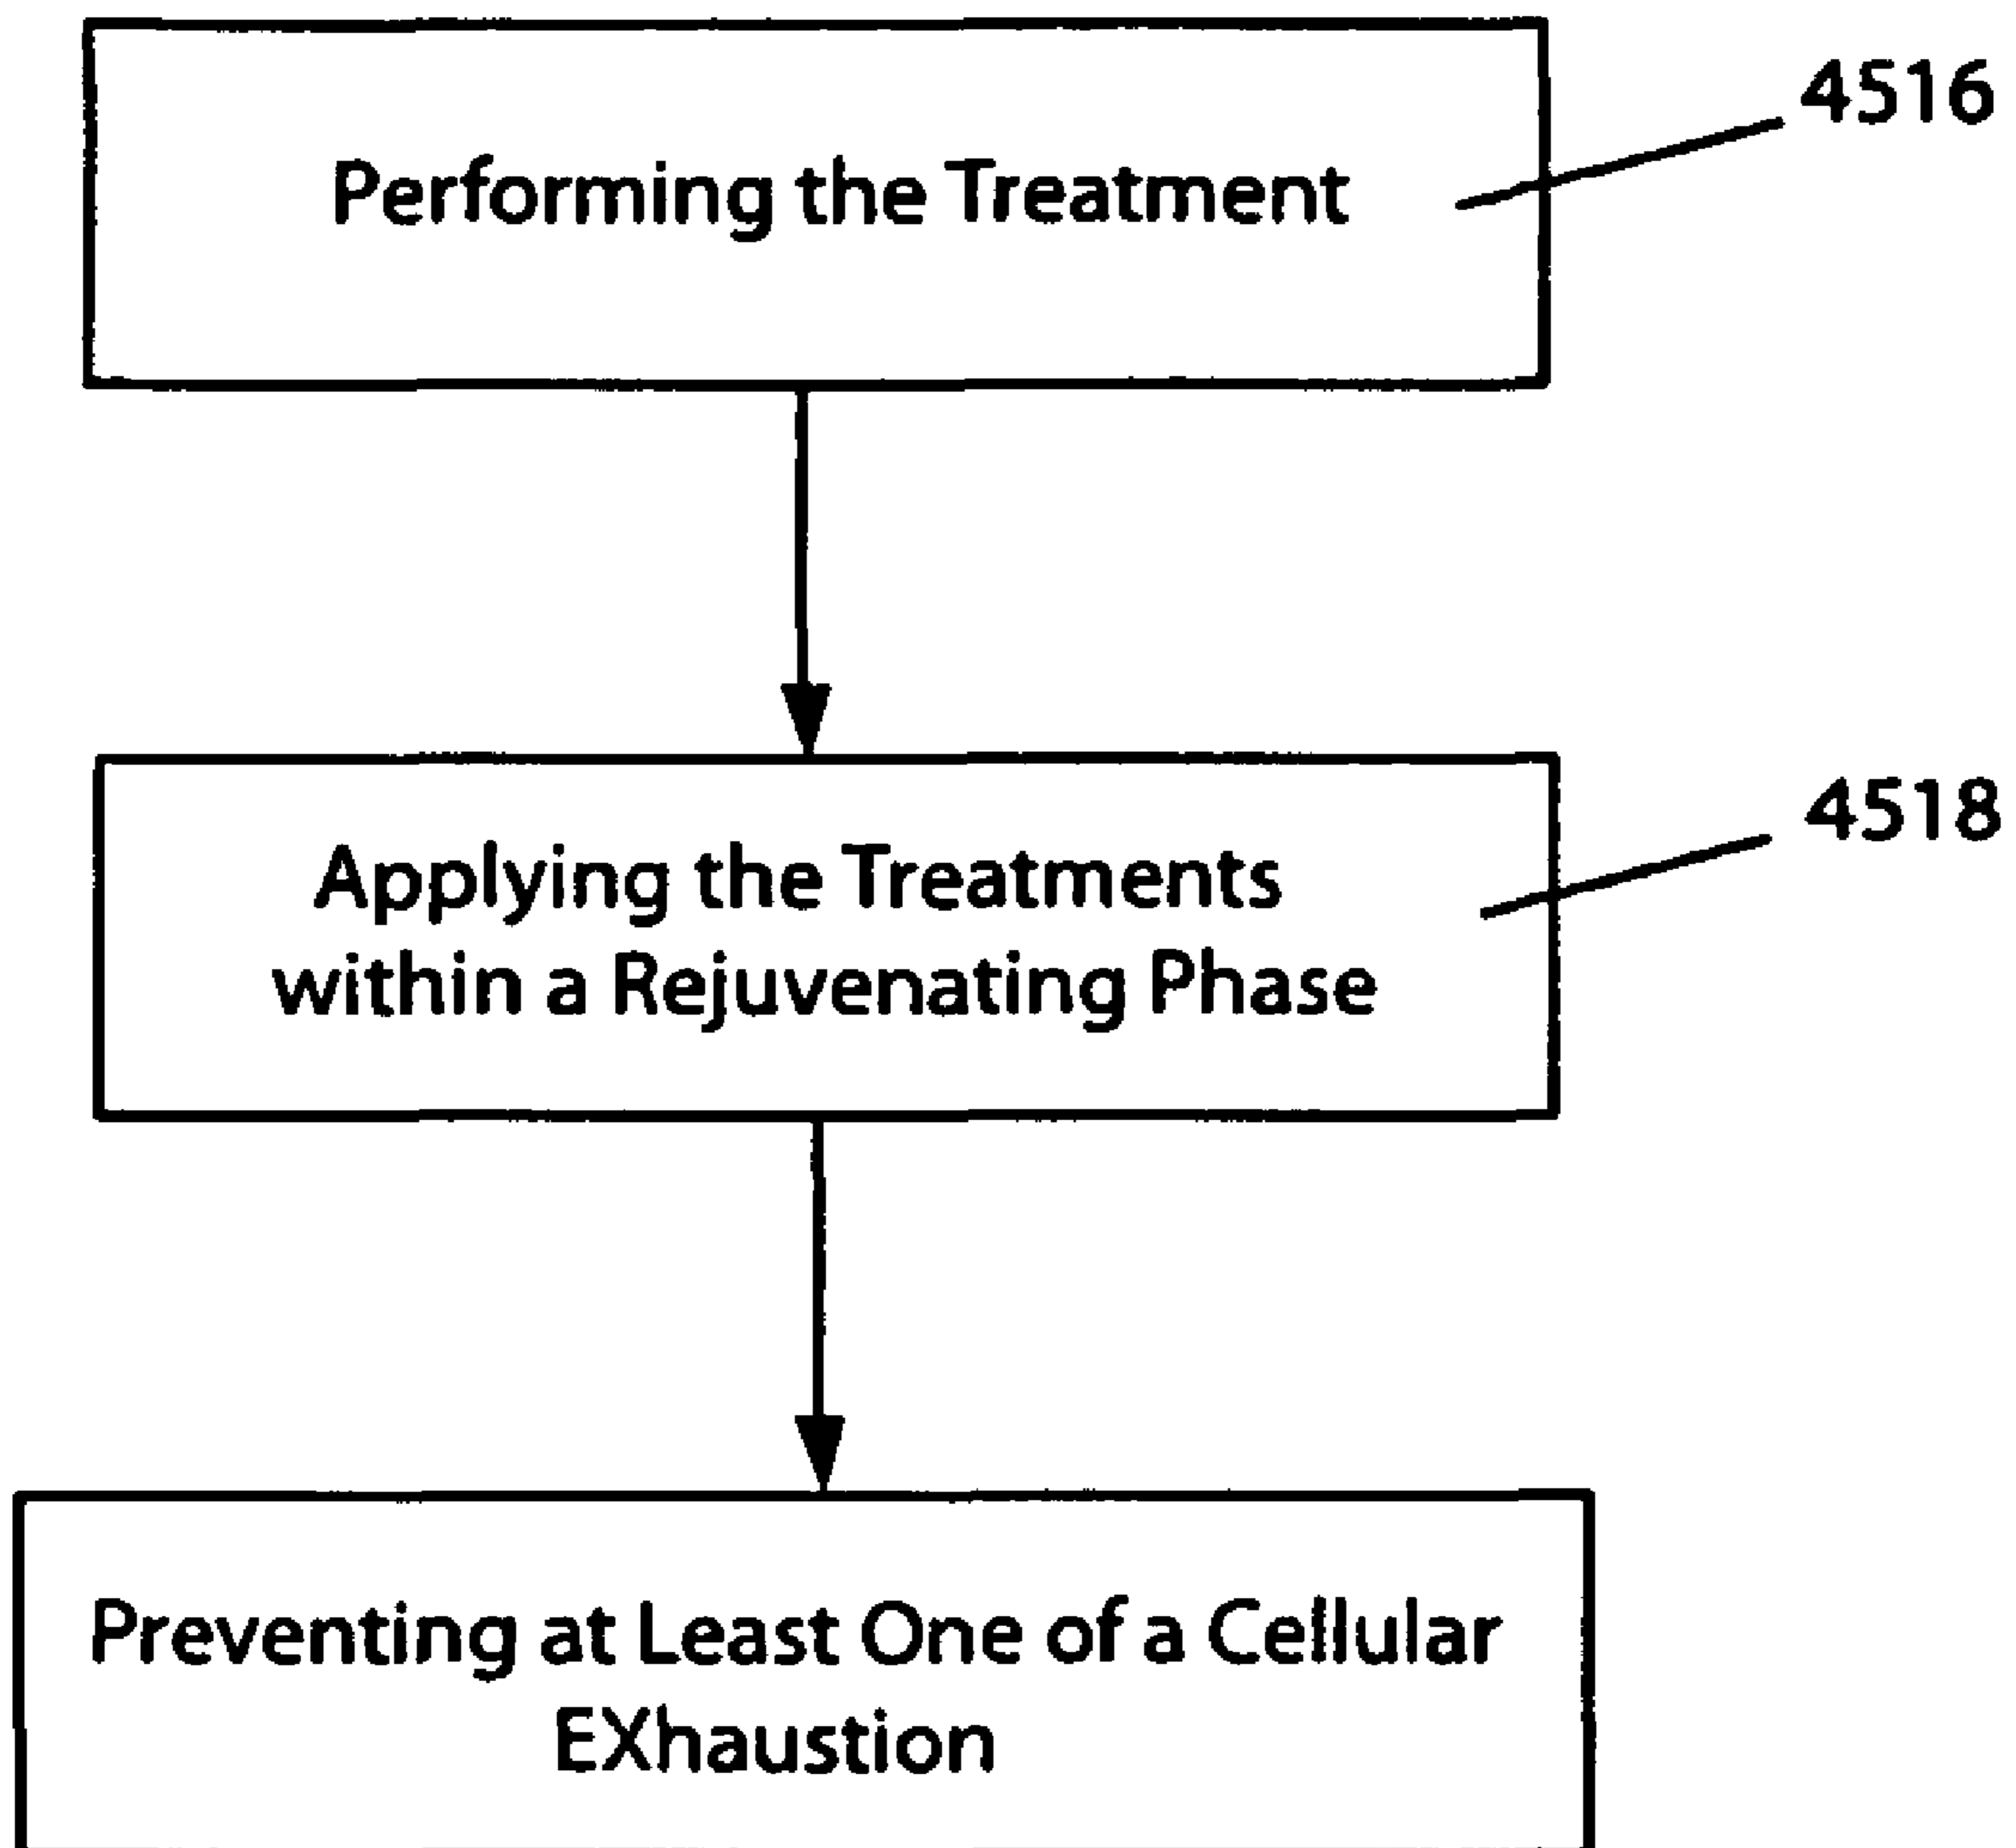 Performing the Treatment
4516
Applying the Treatments
within a Rejuvenating Phase
4518
Preventing at Least One of a Cellular
EXhaustion